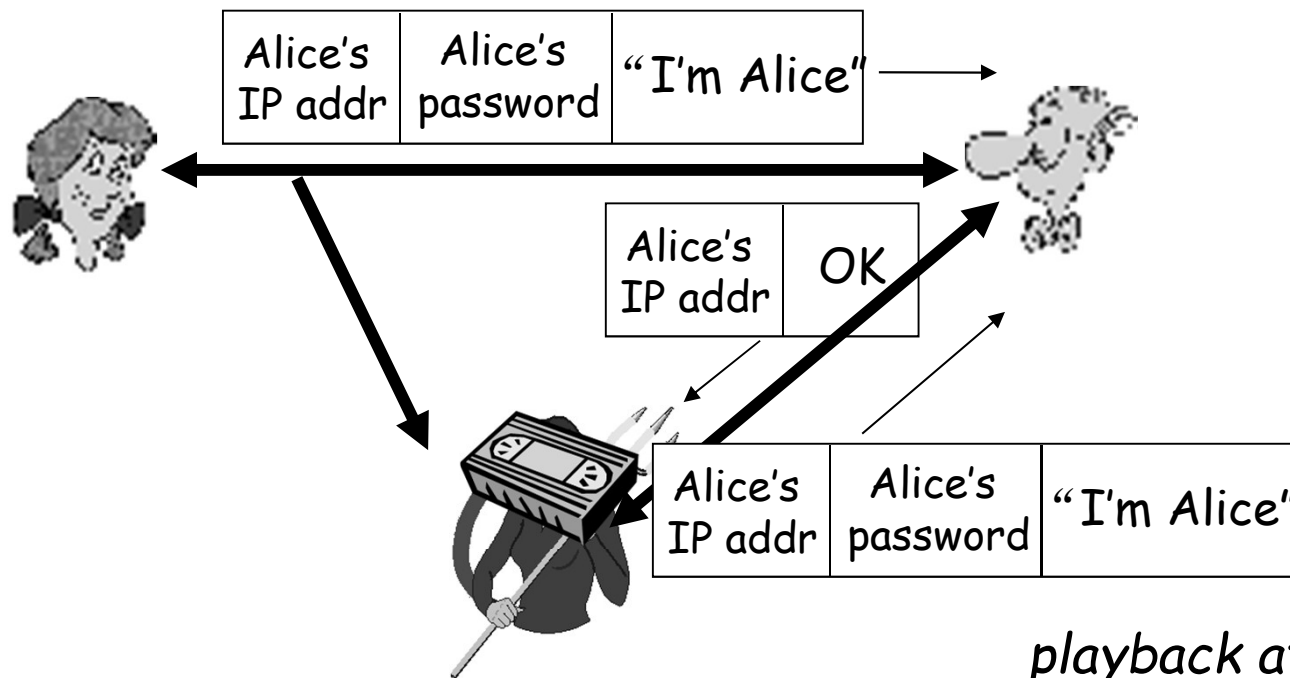 Alice’s
IP addr
Alice’s
password
“I'm Alice"
Alice’s
IP addr
OK
Alice’s
IP addr
Alice’s
password
“I'm Alice"
playback